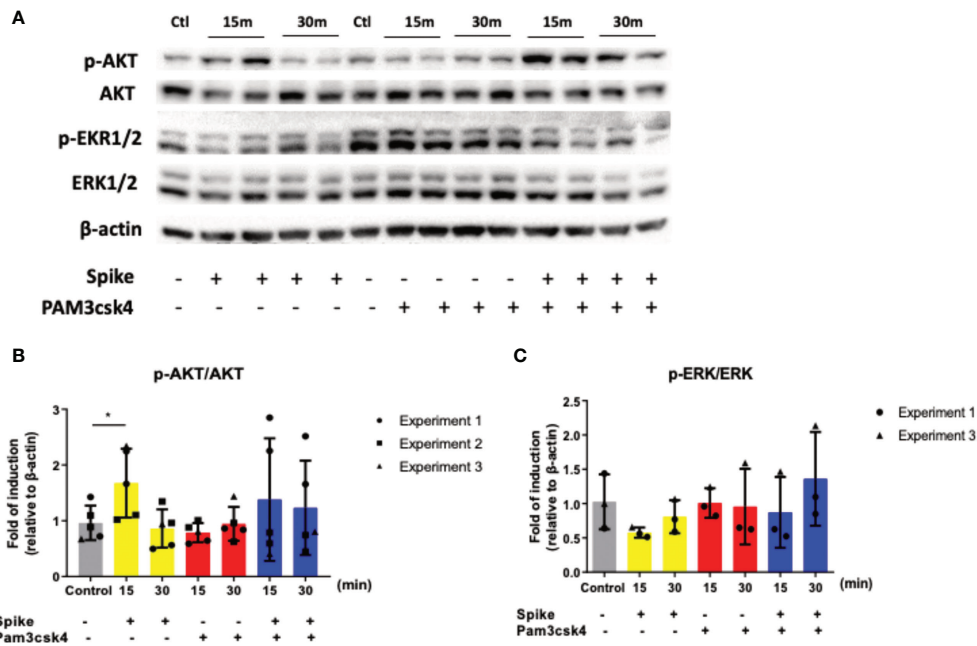 A
Ctl 15m 30m Ctl 15m 30m 15m 30m
p-AKT
AKT
p-EKR1/2
ERK1/2
β-actin
Spike - + + + + - - - - - + + + +
PAM3csk4 - - - - - - + + + + + + + +
B
p-AKT/AKT
Fold of induction
(relative to β-actin)
3
2
1
0
*
Experiment 1
Experiment 2
Experiment 3
Control 15 30 15 30 15 30 (min)
Spike - + + - - + +
Pam3csk4 - - - + + + +
C
p-ERK/ERK
Fold of induction
(relative to β-actin)
2.5
2.0
1.5
1.0
0.5
0.0
Experiment 1
Experiment 3
Control 15 30 15 30 15 30 (min)
Spike - + + - - + +
Pam3csk4 - - - + + + +